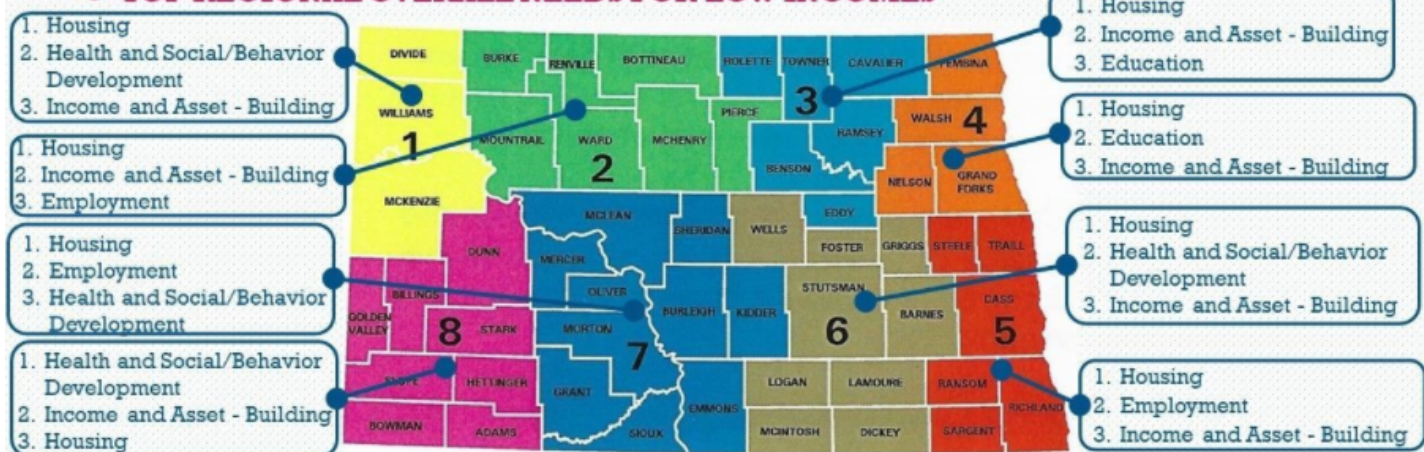 TOP REGIONAL OVERALL NEEDS FOR LOW INCOMES
1. Housing
2. Health and Social/Behavior
Development
3. Income and Asset - Building
1. Housing
2. Income and Asset - Building
3. Employment
1. Housing
2. Employment
3. Health and Social/Behavior
Development
1. Health and Social/Behavior
Development
2. Income and Asset - Building
3. Housing
DIVIDE
WILLIAMS
1
MCKENZIE
BURKE
RENVILLE
BOTTINEAU
MOUNTRAIL
WARD
2
MCHENRY
PIERCE
ROLETTE
TOWNER
CAVALIER
3
RAMSEY
BENSON
EDDY
PEMBINA
WALSH
4
NELSON
GRAND
FORKS
DUNN
BILLINGS
GOLDEN
VALLEY
8
STARK
SLOPE
HETTINGER
BOWMAN
ADAMS
MCLEAN
SHERIDAN
MERCER
OLIVER
MORTON
7
BURLEIGH
KIDDER
GRANT
SIOUX
EMMONS
WELLS
FOSTER
GRIGGS
STUTSMAN
6
BARNES
LOGAN
LAMOURE
MCINTOSH
DICKEY
STEELE
TRAILL
CASS
5
RANSOM
RICHLAND
SARGENT
1. Housing
2. Income and Asset - Building
3. Education
1. Housing
2. Education
3. Income and Asset - Building
1. Housing
2. Health and Social/Behavior
Development
3. Income and Asset - Building
1. Housing
2. Employment
3. Income and Asset - Building